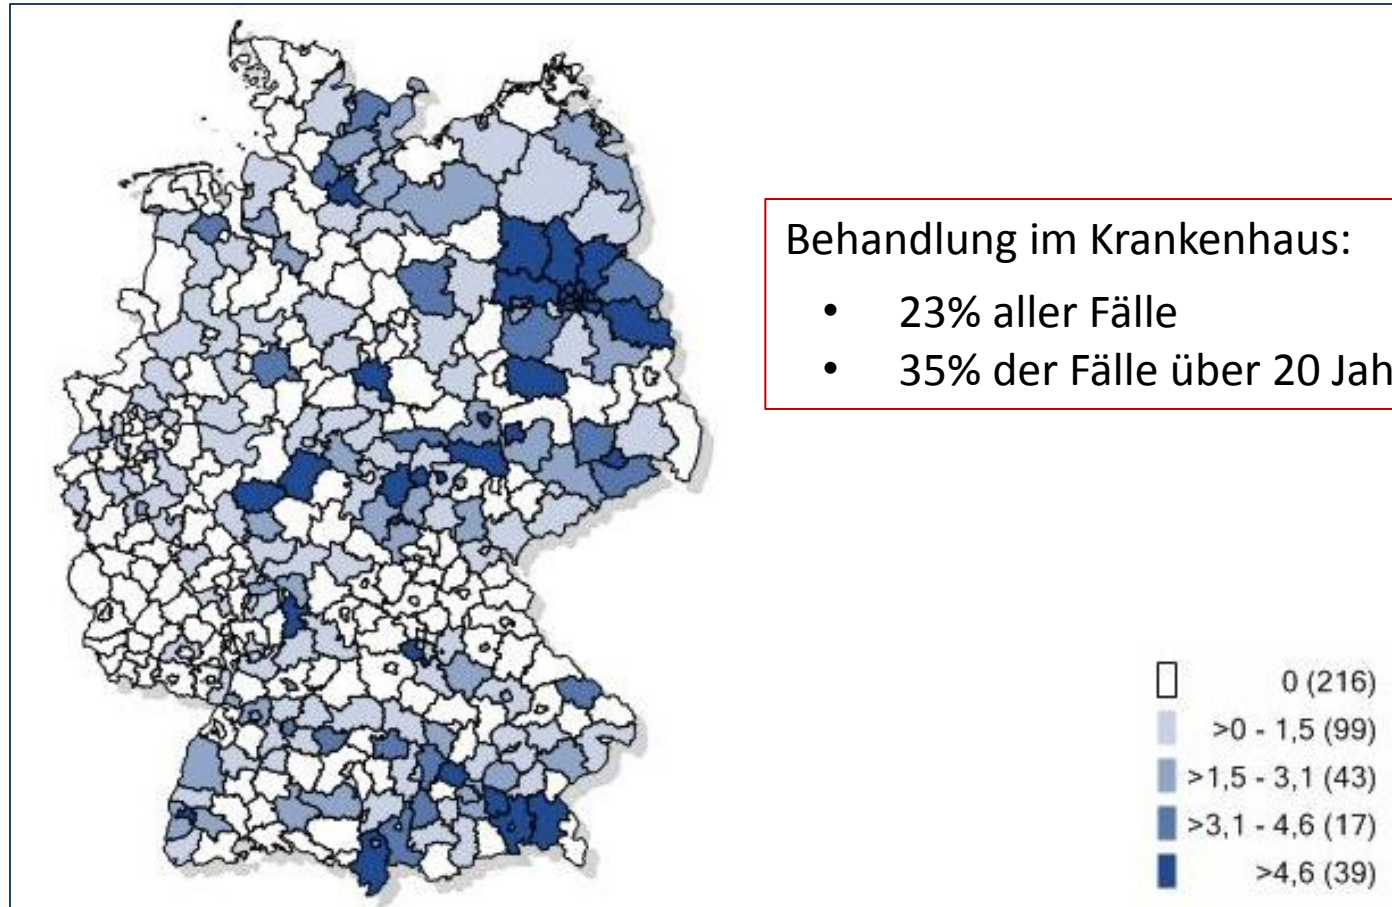 Behandlung im Krankenhaus:
• 23% aller Fälle
• 35% der Fälle über 20 Jah
0 (216)
>0 - 1,5 (99)
>1,5 - 3,1 (43)
>3,1 - 4,6 (17)
>4,6 (39)